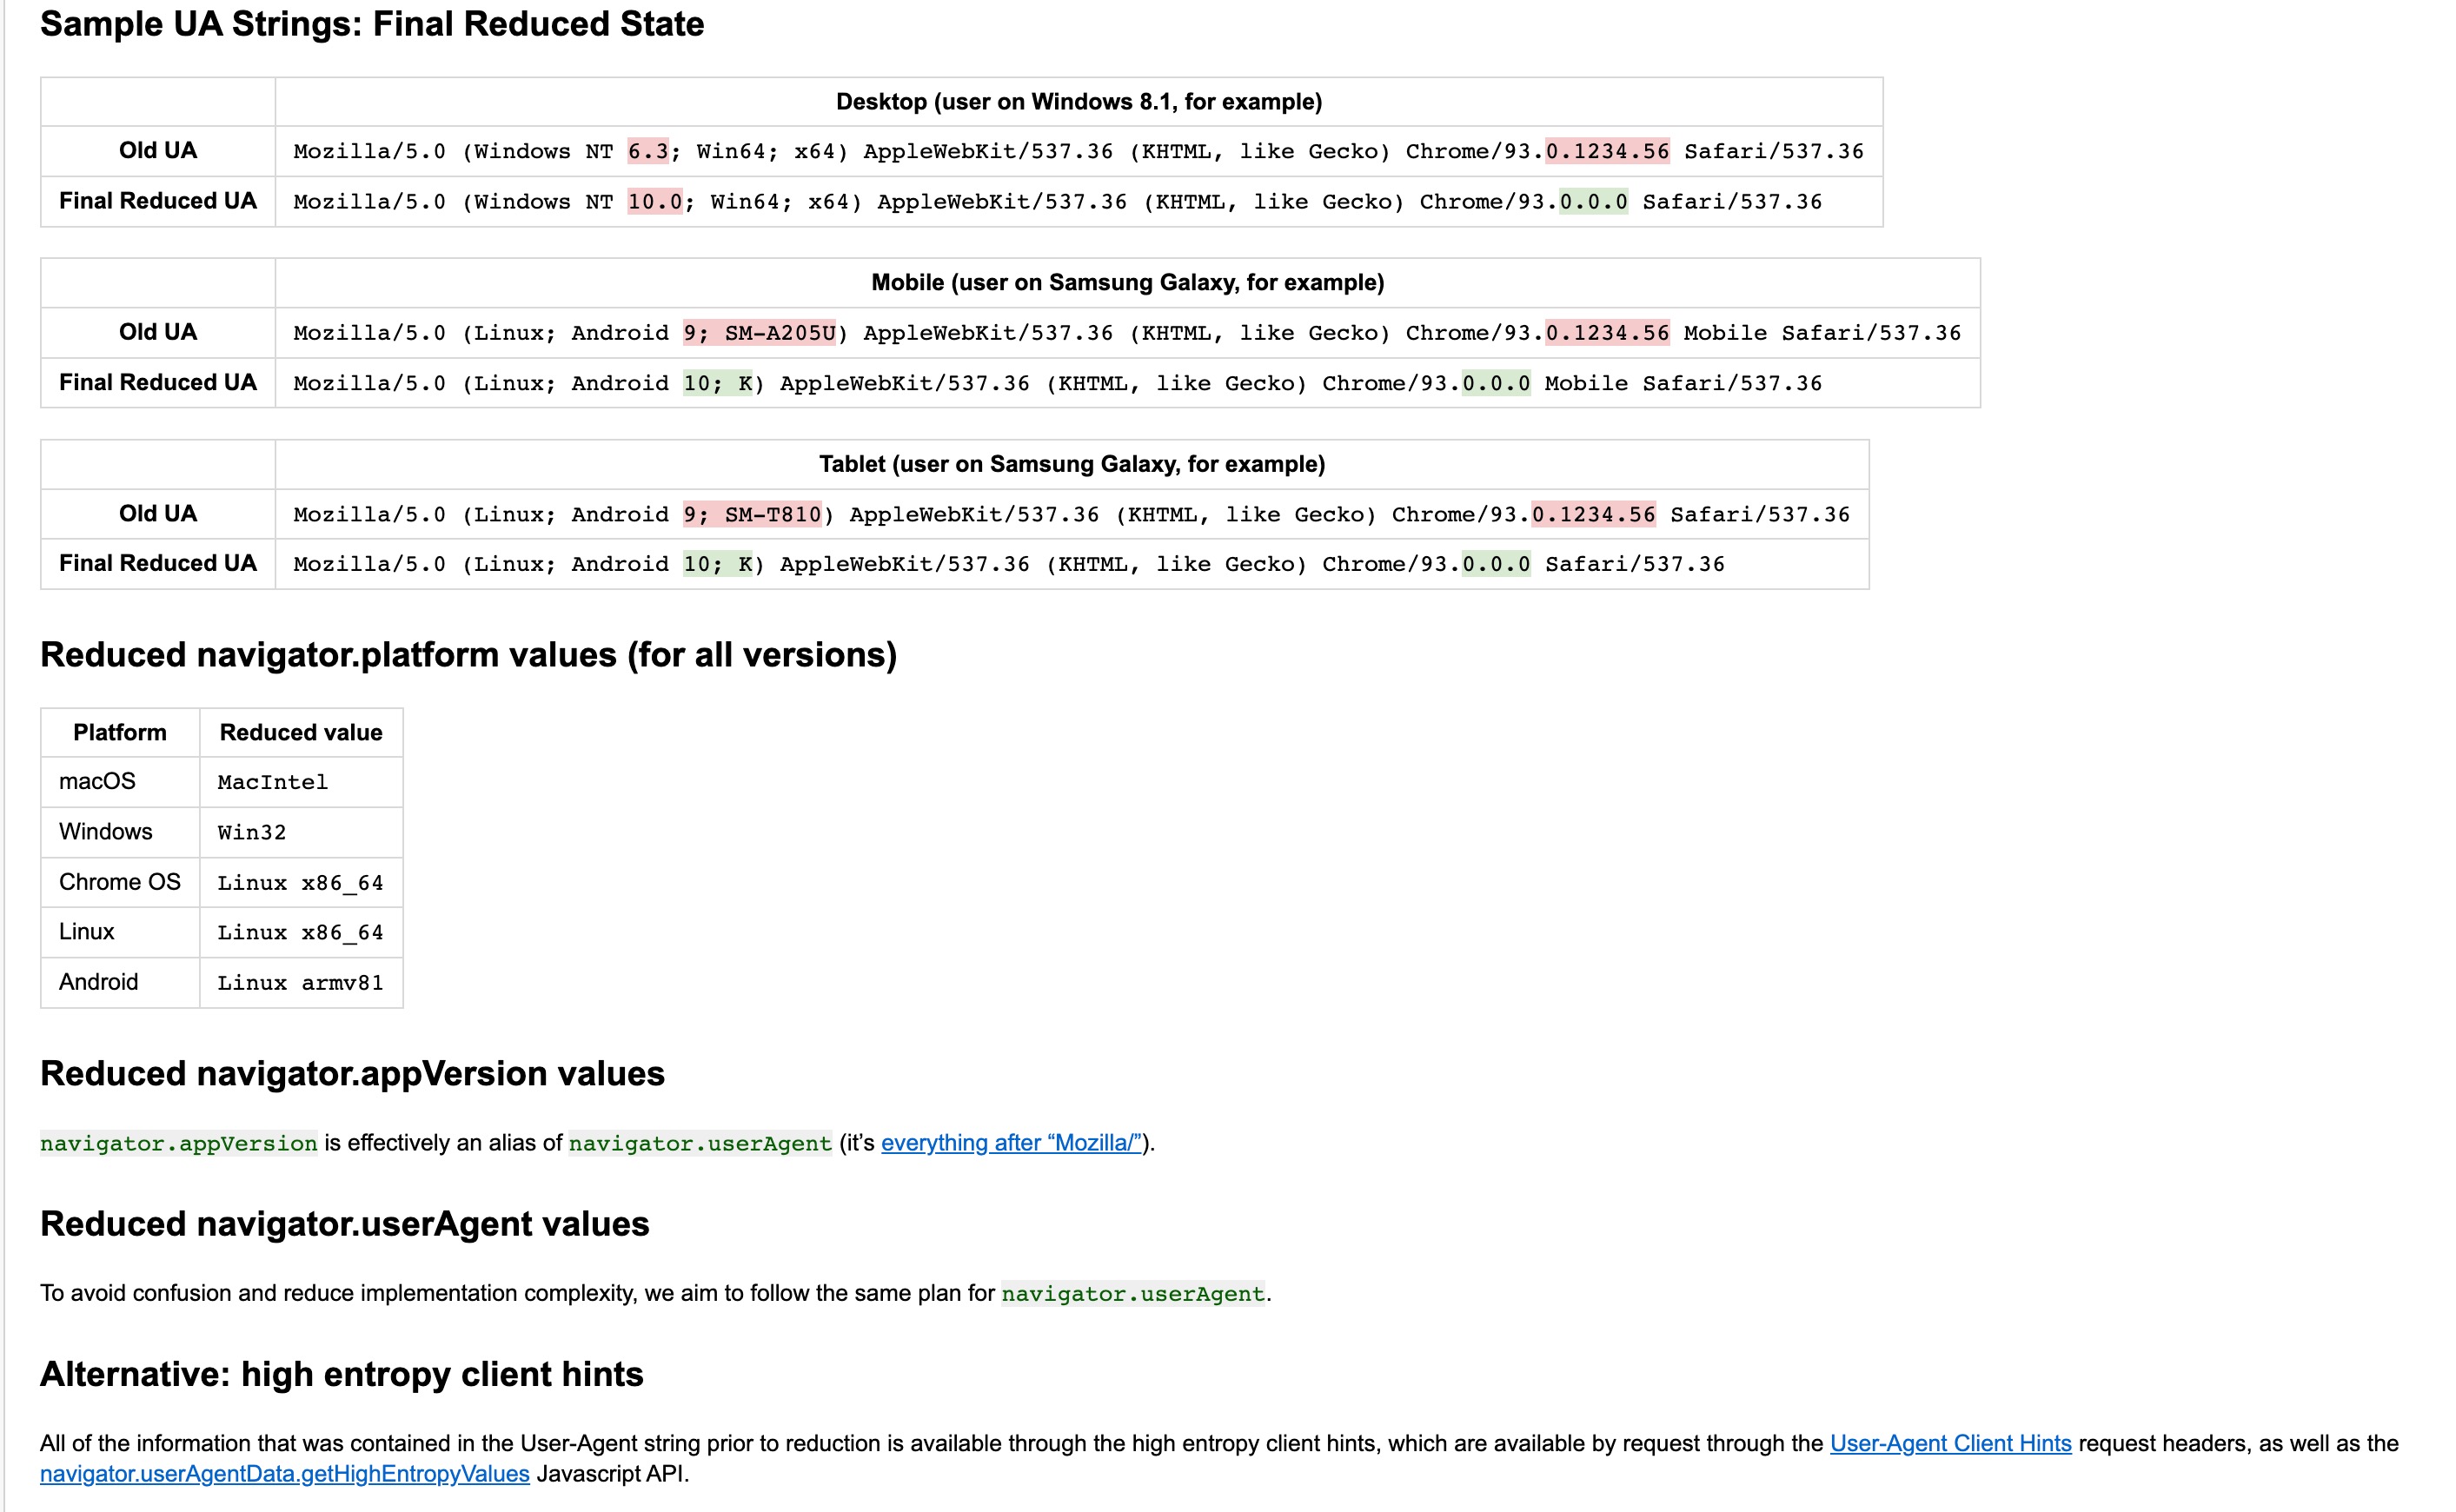 Sample UA Strings: Final Reduced State
Desktop (user on Windows 8.1, for example)
Old UA Mozilla/5.0 (Windows NT 6.3; Win64; x64) AppleWebKit/537.36 (KHTML, like Gecko) Chrome/93.0.1234.56 Safari/537.36
Final Reduced UA Mozilla/5.0 (Windows NT 10.0; Win64; x64) AppleWebKit/537.36 (KHTML, like Gecko) Chrome/93.0.0.0 Safari/537.36
Mobile (user on Samsung Galaxy, for example)
Old UA Mozilla/5.0 (Linux; Android 9; SM-A205U) AppleWebKit/537.36 (KHTML, like Gecko) Chrome/93.0.1234.56 Mobile Safari/537.36
Final Reduced UA Mozilla/5.0 (Linux; Android 10; K) AppleWebKit/537.36 (KHTML, like Gecko) Chrome/93.0.0.0 Mobile Safari/537.36
Tablet (user on Samsung Galaxy, for example)
Old UA Mozilla/5.0 (Linux; Android 9; SM-T810) AppleWebKit/537.36 (KHTML, like Gecko) Chrome/93.0.1234.56 Safari/537.36
Final Reduced UA Mozilla/5.0 (Linux; Android 10; K) AppleWebKit/537.36 (KHTML, like Gecko) Chrome/93.0.0.0 Safari/537.36
Reduced navigator.platform values (for all versions)
Platform Reduced value
macOS MacIntel
Windows Win32
Chrome OS Linux x86_64
Linux Linux x86_64
Android Linux armv81
Reduced navigator.appVersion values
navigator.appVersion is effectively an alias of navigator.userAgent (it’s everything after “Mozilla/”).
Reduced navigator.userAgent values
To avoid confusion and reduce implementation complexity, we aim to follow the same plan for navigator.userAgent.
Alternative: high entropy client hints
All of the information that was contained in the User-Agent string prior to reduction is available through the high entropy client hints, which are available by request through the User-Agent Client Hints request headers, as well as the
navigator.userAgentData.getHighEntropyValues Javascript API.